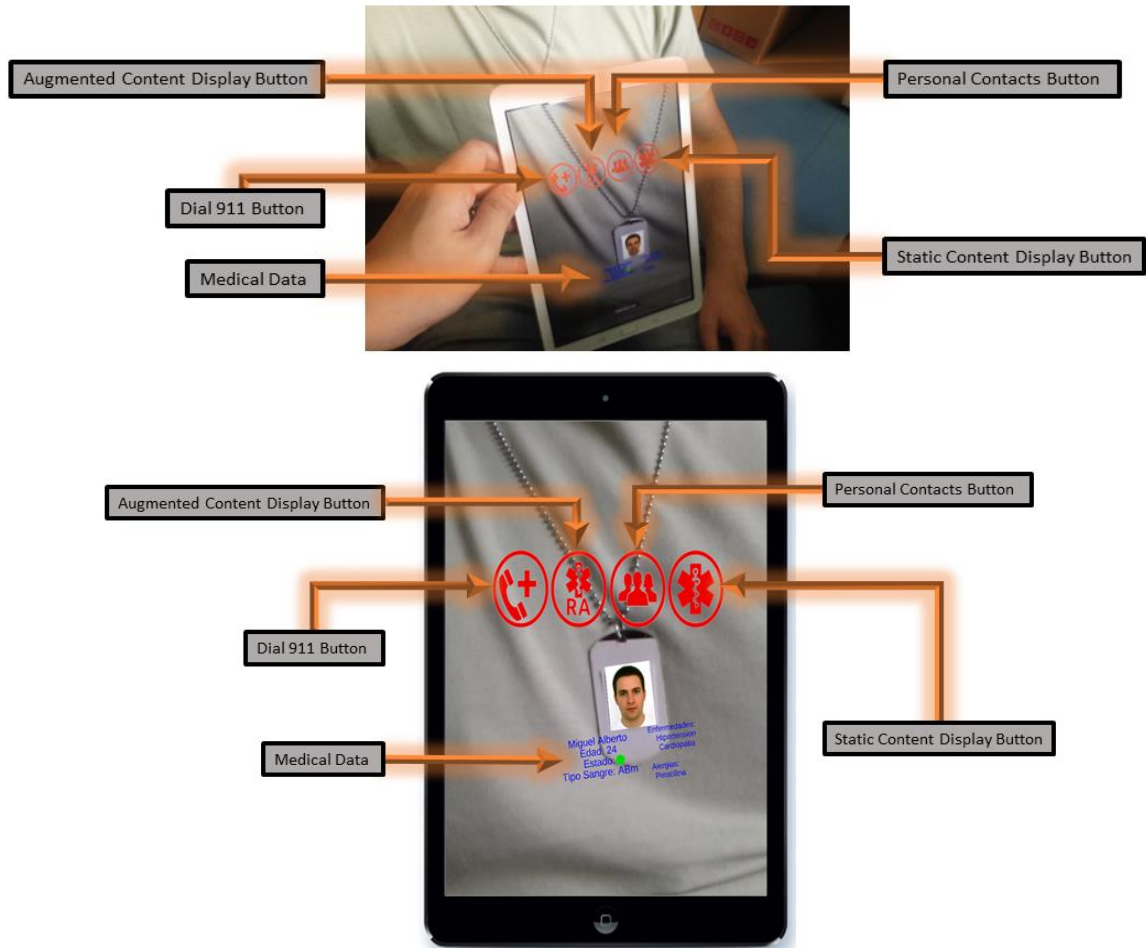 Augmented Content Display Button
Personal Contacts Button
Dial 911 Button
Medical Data
Static Content Display Button
Augmented Content Display Button
Personal Contacts Button
RA
Dial 911 Button
Medical Data
Miguel Alberto
Edad: 24
Estado:
Tipo Sangre: ABm
Enfermedades:
Hipertension
Cardiopatia
Alergias:
Penicilina
Static Content Display Button